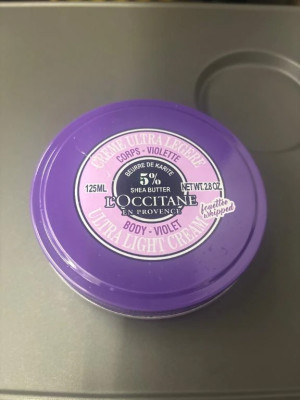 CRÈME ULTRA LÉGÈRE
CORPS - VIOLETTE
BEURRE DE KARITÉ
5%
SHEA BUTTER
125ML
NET WT. 2.8 OZ.
L'OCCITANE
EN PROVENCE
BODY - VIOLET
ULTRA LIGHT CREAM
fouettée
whipped